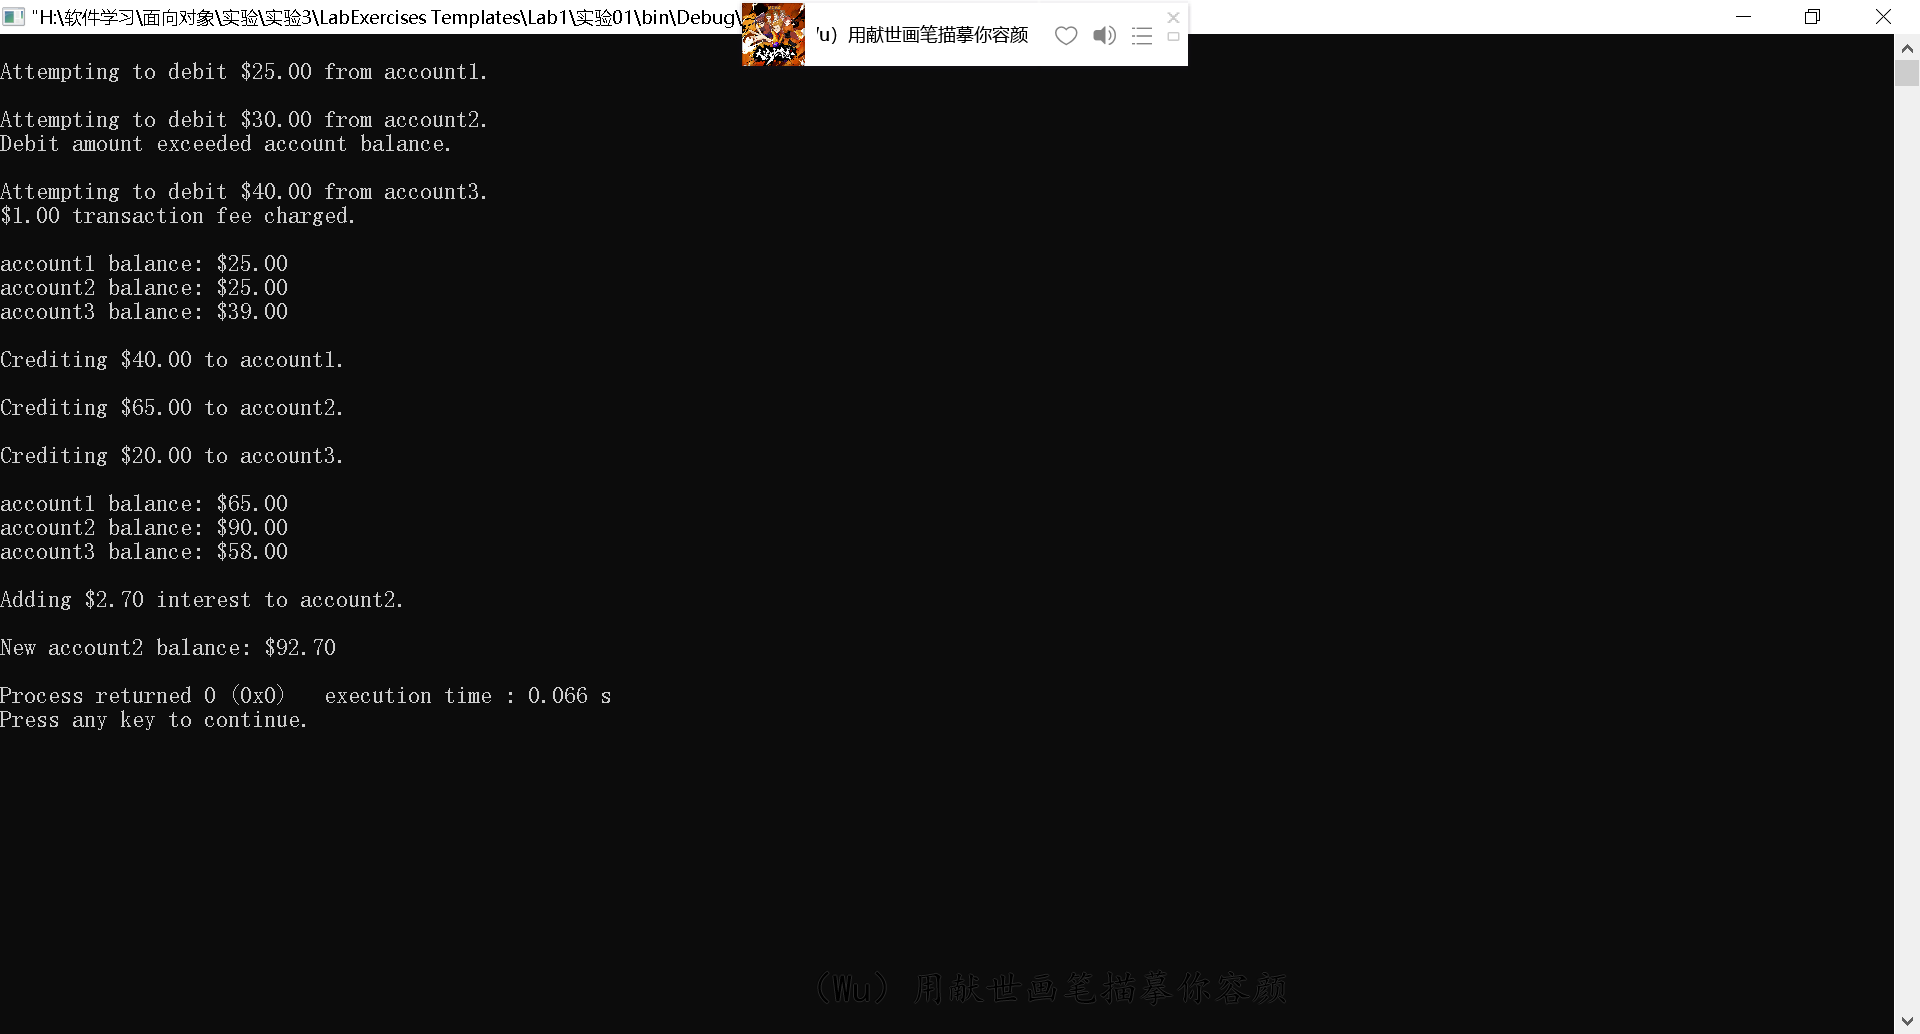 "H:\软件学习\面向对象\实验\实验3\LabExercises Templates\Lab1\实验01\bin\Debug\
Wu）用献世画笔描摹你容颜
Attempting to debit $25.00 from account1.
Attempting to debit $30.00 from account2.
Debit amount exceeded account balance.
Attempting to debit $40.00 from account3.
$1.00 transaction fee charged.
account1 balance: $25.00
account2 balance: $25.00
account3 balance: $39.00
Crediting $40.00 to account1.
Crediting $65.00 to account2.
Crediting $20.00 to account3.
account1 balance: $65.00
account2 balance: $90.00
account3 balance: $58.00
Adding $2.70 interest to account2.
New account2 balance: $92.70
Process returned 0 (0x0)   execution time : 0.066 s
Press any key to continue.
（Wu）用献世画笔描摹你容颜